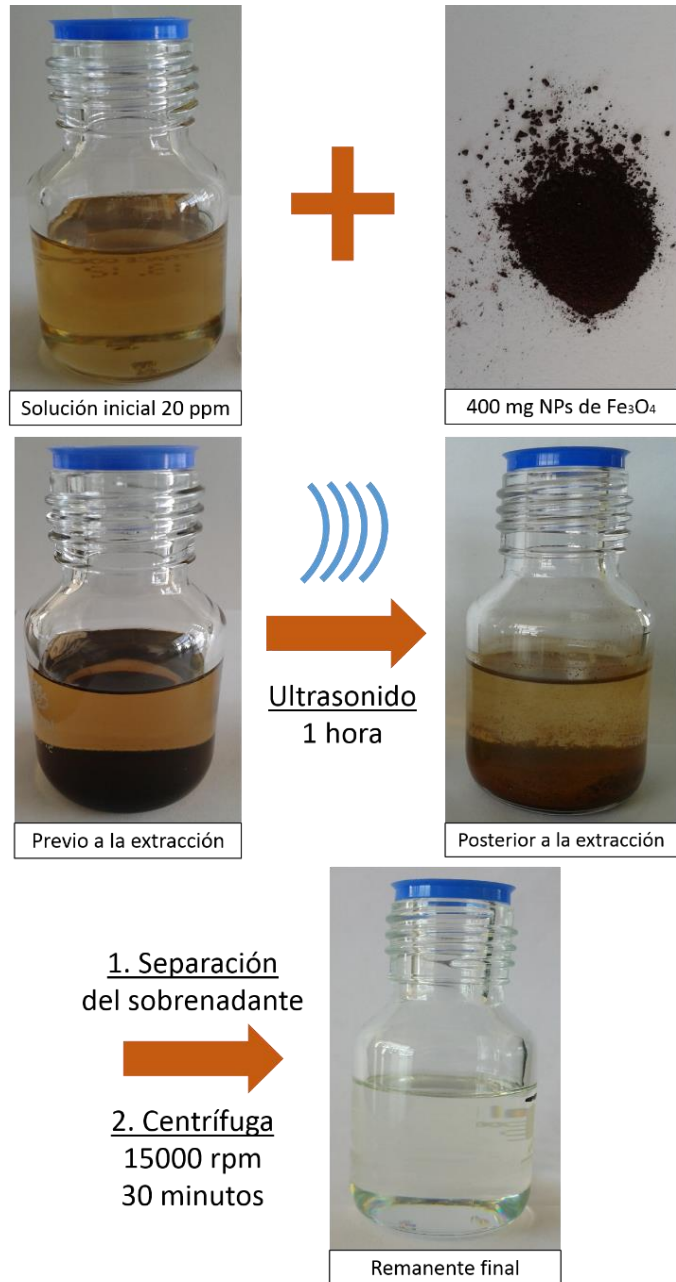 Solución inicial 20 ppm
400 mg NPs de Fe₃O₄
Ultrasonido
1 hora
Previo a la extracción
Posterior a la extracción
1. Separación
del sobrenadante
2. Centrífuga
15000 rpm
30 minutos
Remanente final